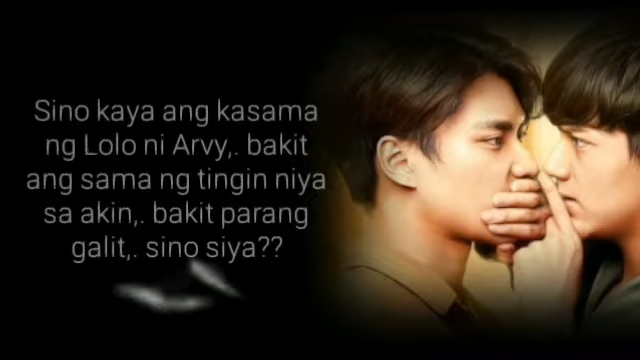 Sino kaya ang kasama
ng Lolo ni Arvy,. bakit
ang sama ng tingin niya
sa akin,. bakit parang
galit,. sino siya??